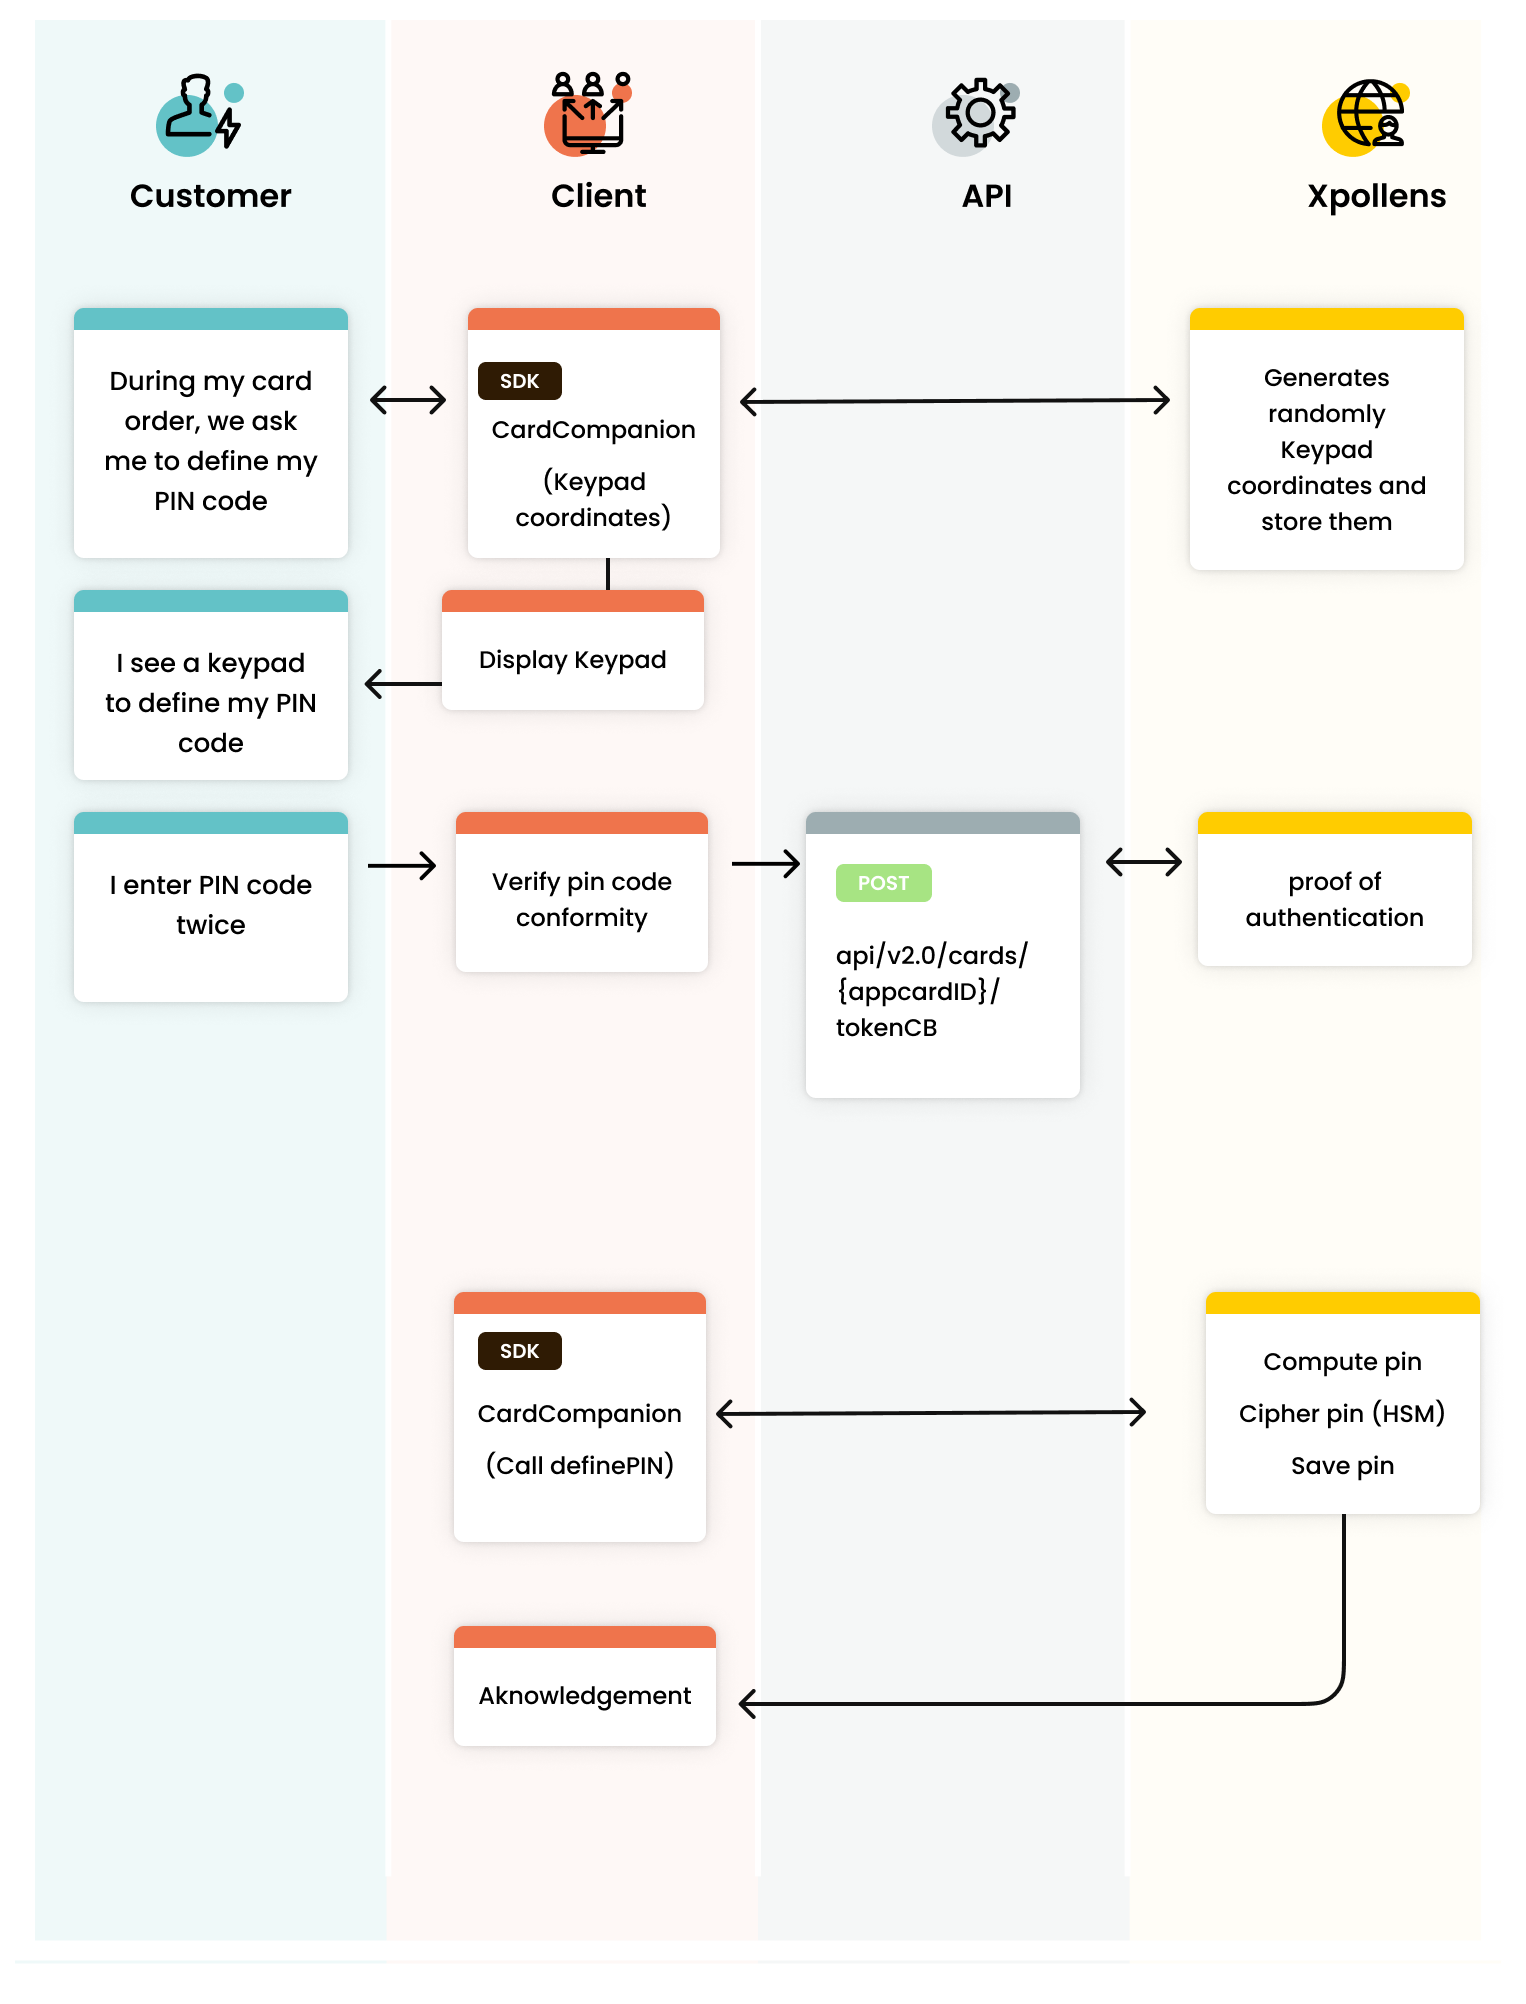 Customer
Client
API
Xpollens
During my card
order, we ask
me to define my
PIN code
SDK
CardCompanion
(Keypad
coordinates)
Generates
randomly
Keypad
coordinates and
store them
I see a keypad
to define my PIN
code
Display Keypad
I enter PIN code
twice
Verify pin code
conformity
POST
api/v2.0/cards/
{appcardID}/
tokenCB
proof of
authentication
SDK
CardCompanion
(Call definePIN)
Compute pin
Cipher pin (HSM)
Save pin
Aknowledgement